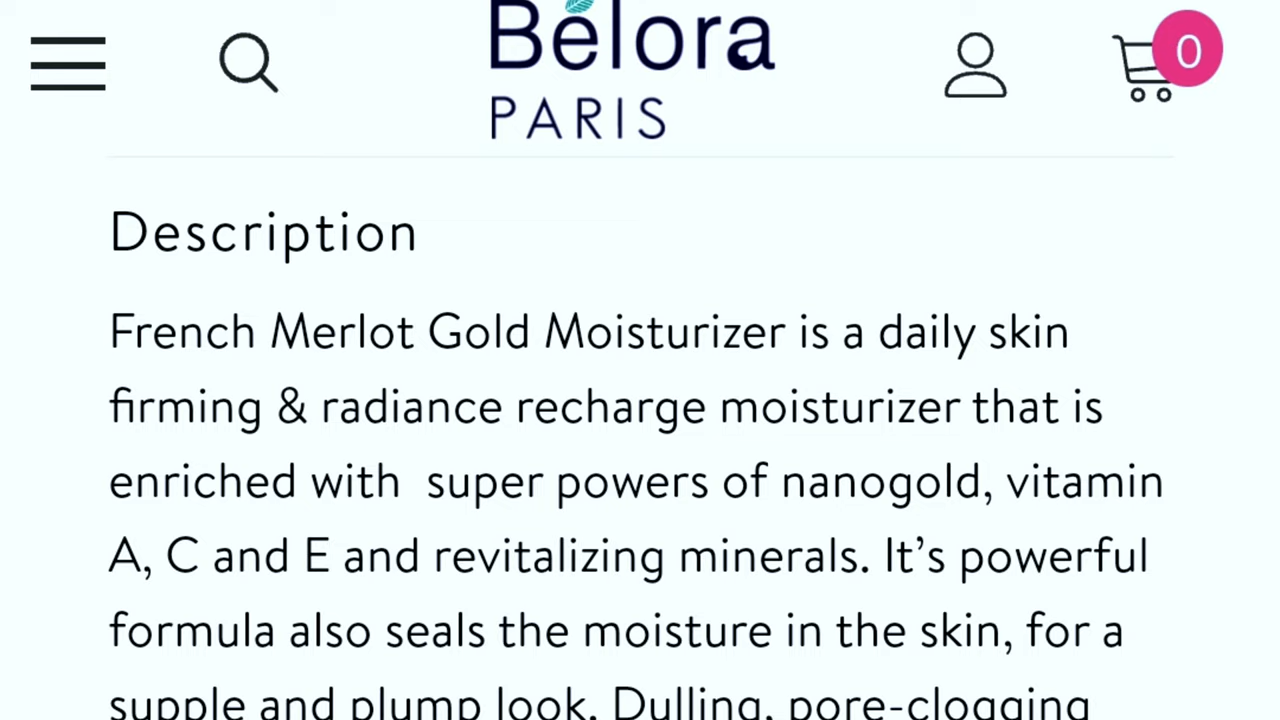 Belora
PARIS
0
Description
French Merlot Gold Moisturizer is a daily skin
firming & radiance recharge moisturizer that is
enriched with  super powers of nanogold, vitamin
A, C and E and revitalizing minerals. It’s powerful
formula also seals the moisture in the skin, for a
supple and plump look. Dulling, pore-clogging